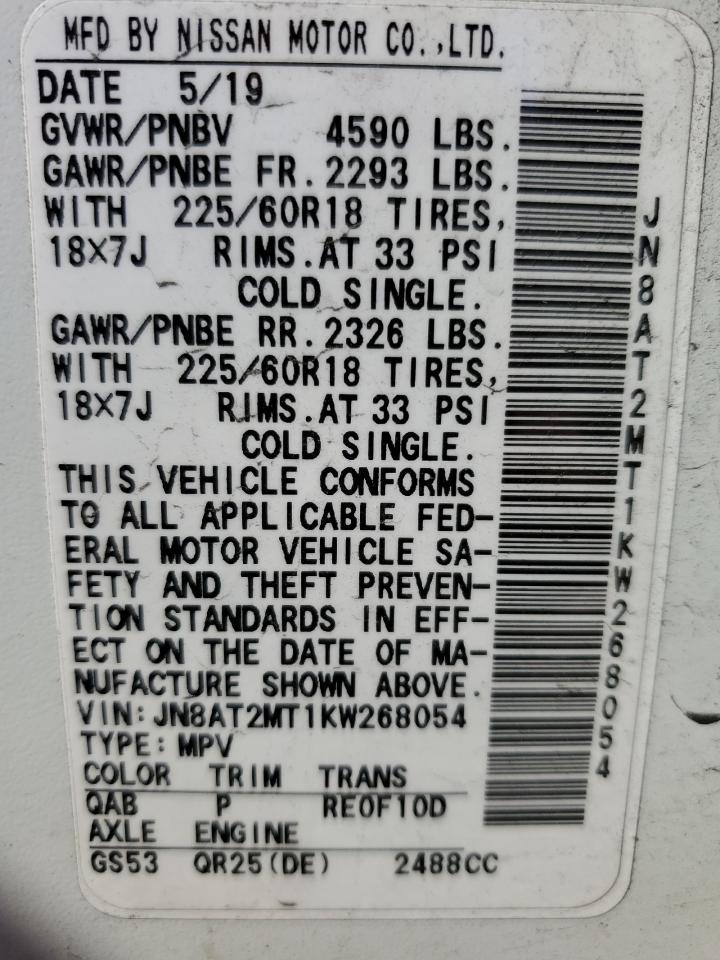 MFD BY NISSAN MOTOR CO.,LTD.
DATE 5/19
GVWR/PNBV 4590 LBS.
GAWR/PNBE FR.2293 LBS.
WITH 225/60R18 TIRES,
18×7J RIMS.AT 33 PSI
COLD SINGLE.
GAWR/PNBE RR.2326 LBS.
WITH 225/60R18 TIRES,
18×7J RIMS.AT 33 PSI
COLD SINGLE.
THIS VEHICLE CONFORMS
TO ALL APPLICABLE FED-
ERAL MOTOR VEHICLE SA-
FETY AND THEFT PREVEN-
TION STANDARDS IN EFF-
ECT ON THE DATE OF MA-
NUFACTURE SHOWN ABOVE.
VIN:JN8AT2MT1KW268054
TYPE:MPV
COLOR TRIM TRANS
QAB P RE0F10D
AXLE ENGINE
GS53 QR25(DE) 2488CC
JN8AT2MT1KW268054